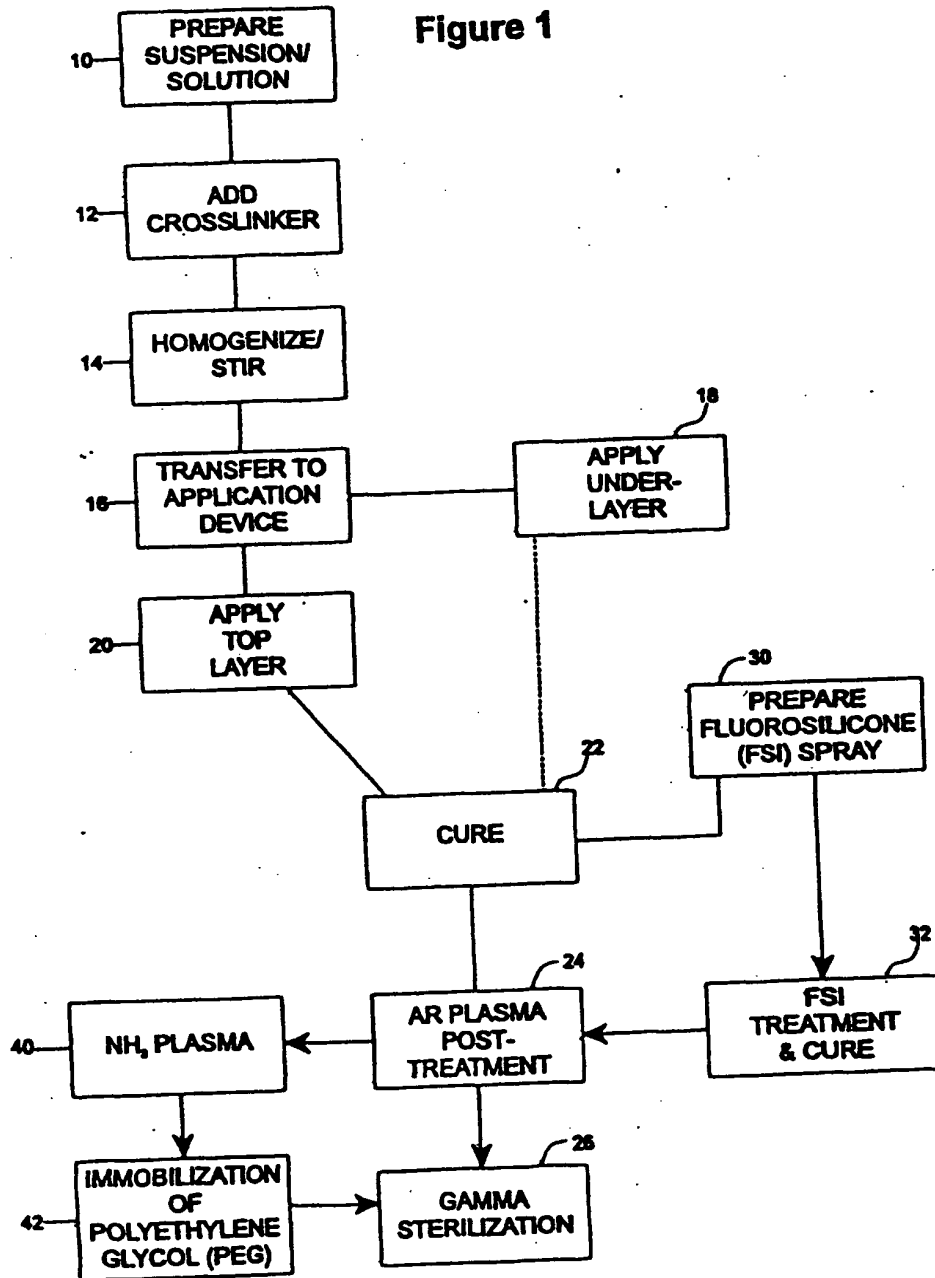 Figure 1
10
PREPARE
SUSPENSION/
SOLUTION
12
ADD
CROSSLINKER
14
HOMOGENIZE/
STIR
16
TRANSFER TO
APPLICATION
DEVICE
18
APPLY
UNDER-
LAYER
20
APPLY
TOP
LAYER
30
PREPARE
FLUOROSILICONE
(FSI) SPRAY
22
CURE
24
AR PLASMA
POST-
TREATMENT
32
FSI
TREATMENT
& CURE
40
NH₃ PLASMA
42
IMMOBILIZATION
OF
POLYETHYLENE
GLYCOL (PEG)
26
GAMMA
STERILIZATION